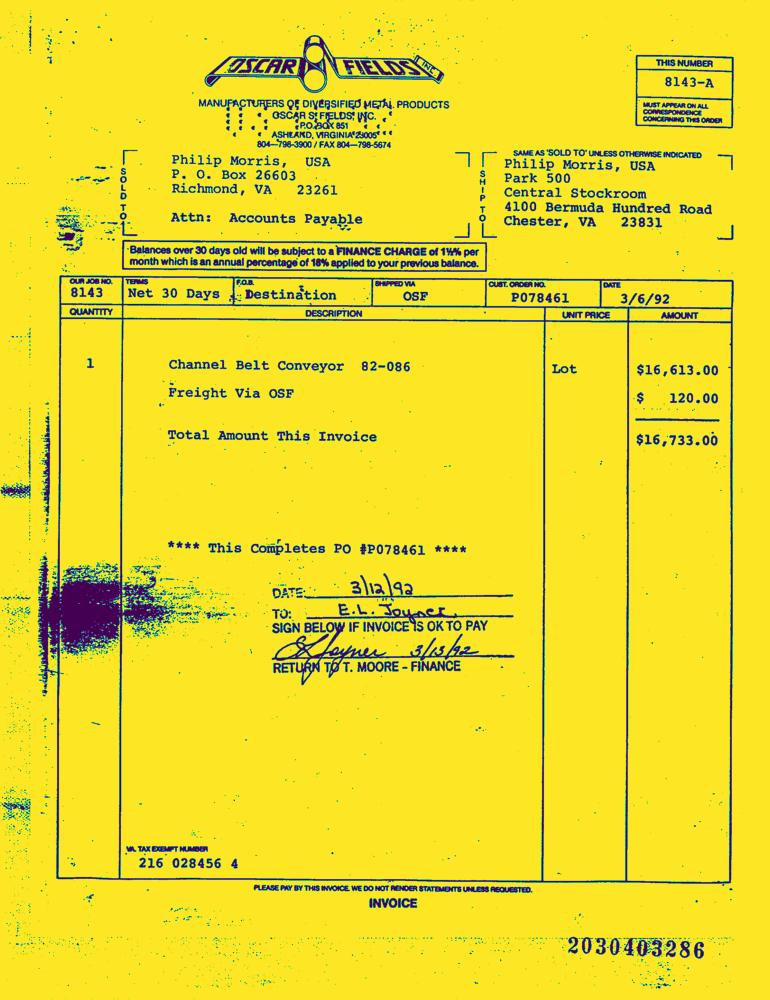 OSCAR FIELDS INC.
THIS NUMBER
8143-A
MUST APPEAR ON ALL
CORRESPONDENCE
CONCERNING THIS ORDER
MANUFACTURERS OF DIVERSIFIED METAL PRODUCTS
OSCAR S. FIELDS, INC.
P.O. BOX 851
ASHLAND, VIRGINIA 23005
804-798-3900 / FAX 804-798-5674
SOLD TO
Philip Morris, USA
P. O. Box 26603
Richmond, VA 23261
Attn: Accounts Payable
SHIP TO
SAME AS 'SOLD TO' UNLESS OTHERWISE INDICATED
Philip Morris, USA
Park 500
Central Stockroom
4100 Bermuda Hundred Road
Chester, VA 23831
Balances over 30 days old will be subject to a FINANCE CHARGE of 1½% per
month which is an annual percentage of 18% applied to your previous balance.
OUR JOB NO. TERMS F.O.B. SHIPPED VIA CUST. ORDER NO. DATE
8143 Net 30 Days Destination OSF P078461 3/6/92
QUANTITY DESCRIPTION UNIT PRICE AMOUNT
1 Channel Belt Conveyor 82-086 Lot $16,613.00
Freight Via OSF $ 120.00
Total Amount This Invoice $16,733.00
**** This Completes PO #P078461 ****
DATE: 3/12/92
TO: E.L. Joyner
SIGN BELOW IF INVOICE IS OK TO PAY
E L Joyner 3/13/92
RETURN TO T. MOORE - FINANCE
VA. TAX EXEMPT NUMBER
216 028456 4
PLEASE PAY BY THIS INVOICE. WE DO NOT RENDER STATEMENTS UNLESS REQUESTED.
INVOICE
2030403286